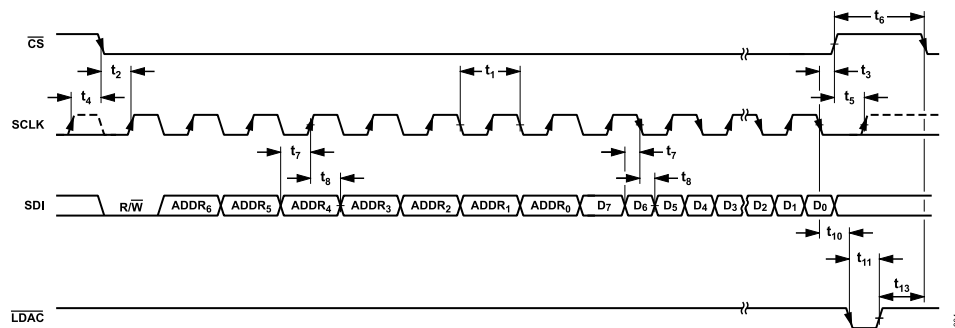 t6
CS
t2
t1
t3
t4
t5
SCLK
t7
t7
t8
t8
SDI
R/W
ADDR6
ADDR5
ADDR4
ADDR3
ADDR2
ADDR1
ADDR0
D7
D6
D5
D4
D3
D2
D1
D0
t10
t11
t13
LDAC